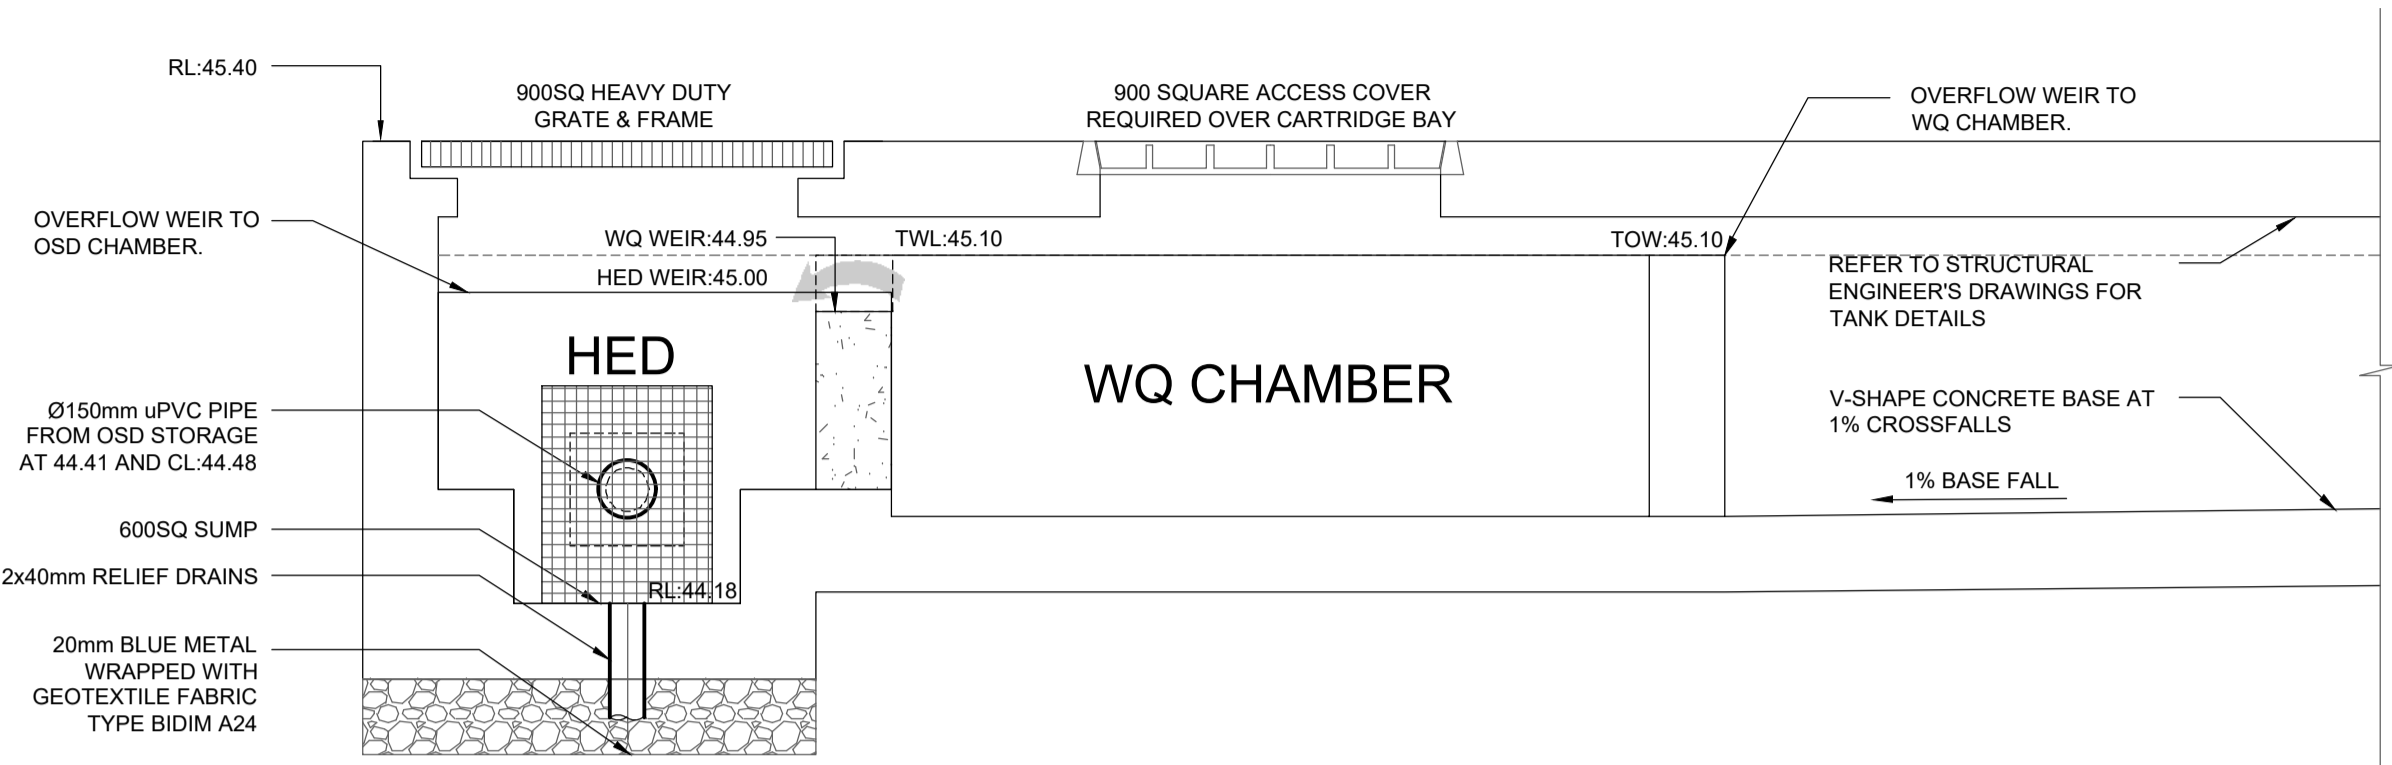 RL:45.40
900SQ HEAVY DUTY
GRATE & FRAME
900 SQUARE ACCESS COVER
REQUIRED OVER CARTRIDGE BAY
OVERFLOW WEIR TO
WQ CHAMBER.
OVERFLOW WEIR TO
OSD CHAMBER.
WQ WEIR:44.95
TWL:45.10
TOW:45.10
HED WEIR:45.00
REFER TO STRUCTURAL
ENGINEER'S DRAWINGS FOR
TANK DETAILS
HED
WQ CHAMBER
V-SHAPE CONCRETE BASE AT
1% CROSSFALLS
Ø150mm uPVC PIPE
FROM OSD STORAGE
AT 44.41 AND CL:44.48
1% BASE FALL
600SQ SUMP
2x40mm RELIEF DRAINS
RL:44.18
20mm BLUE METAL
WRAPPED WITH
GEOTEXTILE FABRIC
TYPE BIDIM A24